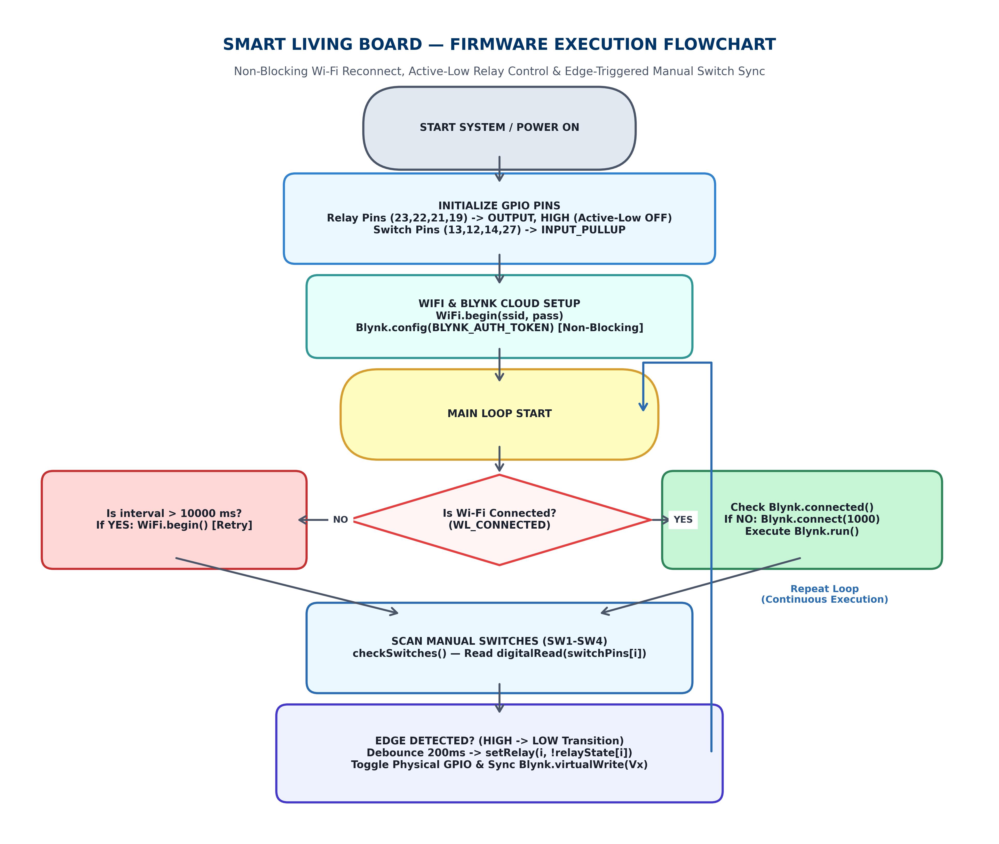 SMART LIVING BOARD — FIRMWARE EXECUTION FLOWCHART
Non-Blocking Wi-Fi Reconnect, Active-Low Relay Control & Edge-Triggered Manual Switch Sync
START SYSTEM / POWER ON
INITIALIZE GPIO PINS
Relay Pins (23,22,21,19) -> OUTPUT, HIGH (Active-Low OFF)
Switch Pins (13,12,14,27) -> INPUT_PULLUP
WIFI & BLYNK CLOUD SETUP
WiFi.begin(ssid, pass)
Blynk.config(BLYNK_AUTH_TOKEN) [Non-Blocking]
MAIN LOOP START
Is interval > 10000 ms?
If YES: WiFi.begin() [Retry]
NO
Is Wi-Fi Connected?
(WL_CONNECTED)
YES
Check Blynk.connected()
If NO: Blynk.connect(1000)
Execute Blynk.run()
Repeat Loop
(Continuous Execution)
SCAN MANUAL SWITCHES (SW1-SW4)
checkSwitches() — Read digitalRead(switchPins[i])
EDGE DETECTED? (HIGH -> LOW Transition)
Debounce 200ms -> setRelay(i, !relayState[i])
Toggle Physical GPIO & Sync Blynk.virtualWrite(Vx)